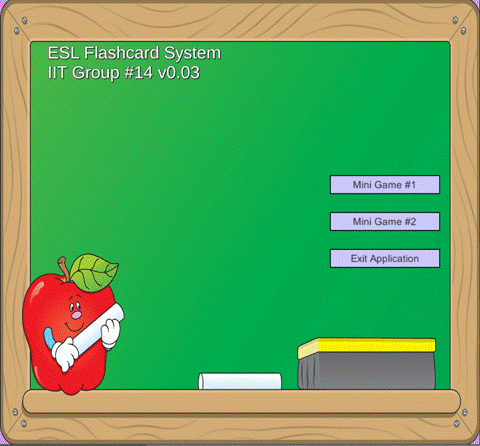 ESL Flashcard System
IIT Group #14 v0.03
Mini Game #1
Mini Game #2
Exit Application